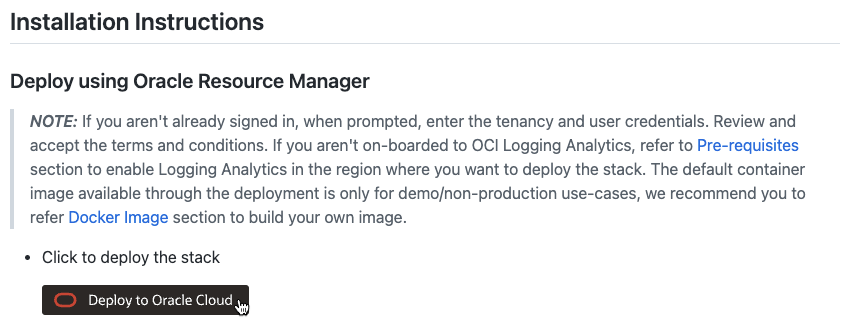 Installation Instructions
Deploy using Oracle Resource Manager
NOTE: If you aren't already signed in, when prompted, enter the tenancy and user credentials. Review and
accept the terms and conditions. If you aren't on-boarded to OCI Logging Analytics, refer to Pre-requisites
section to enable Logging Analytics in the region where you want to deploy the stack. The default container
image available through the deployment is only for demo/non-production use-cases, we recommend you to
refer Docker Image section to build your own image.
• Click to deploy the stack
Deploy to Oracle Cloud